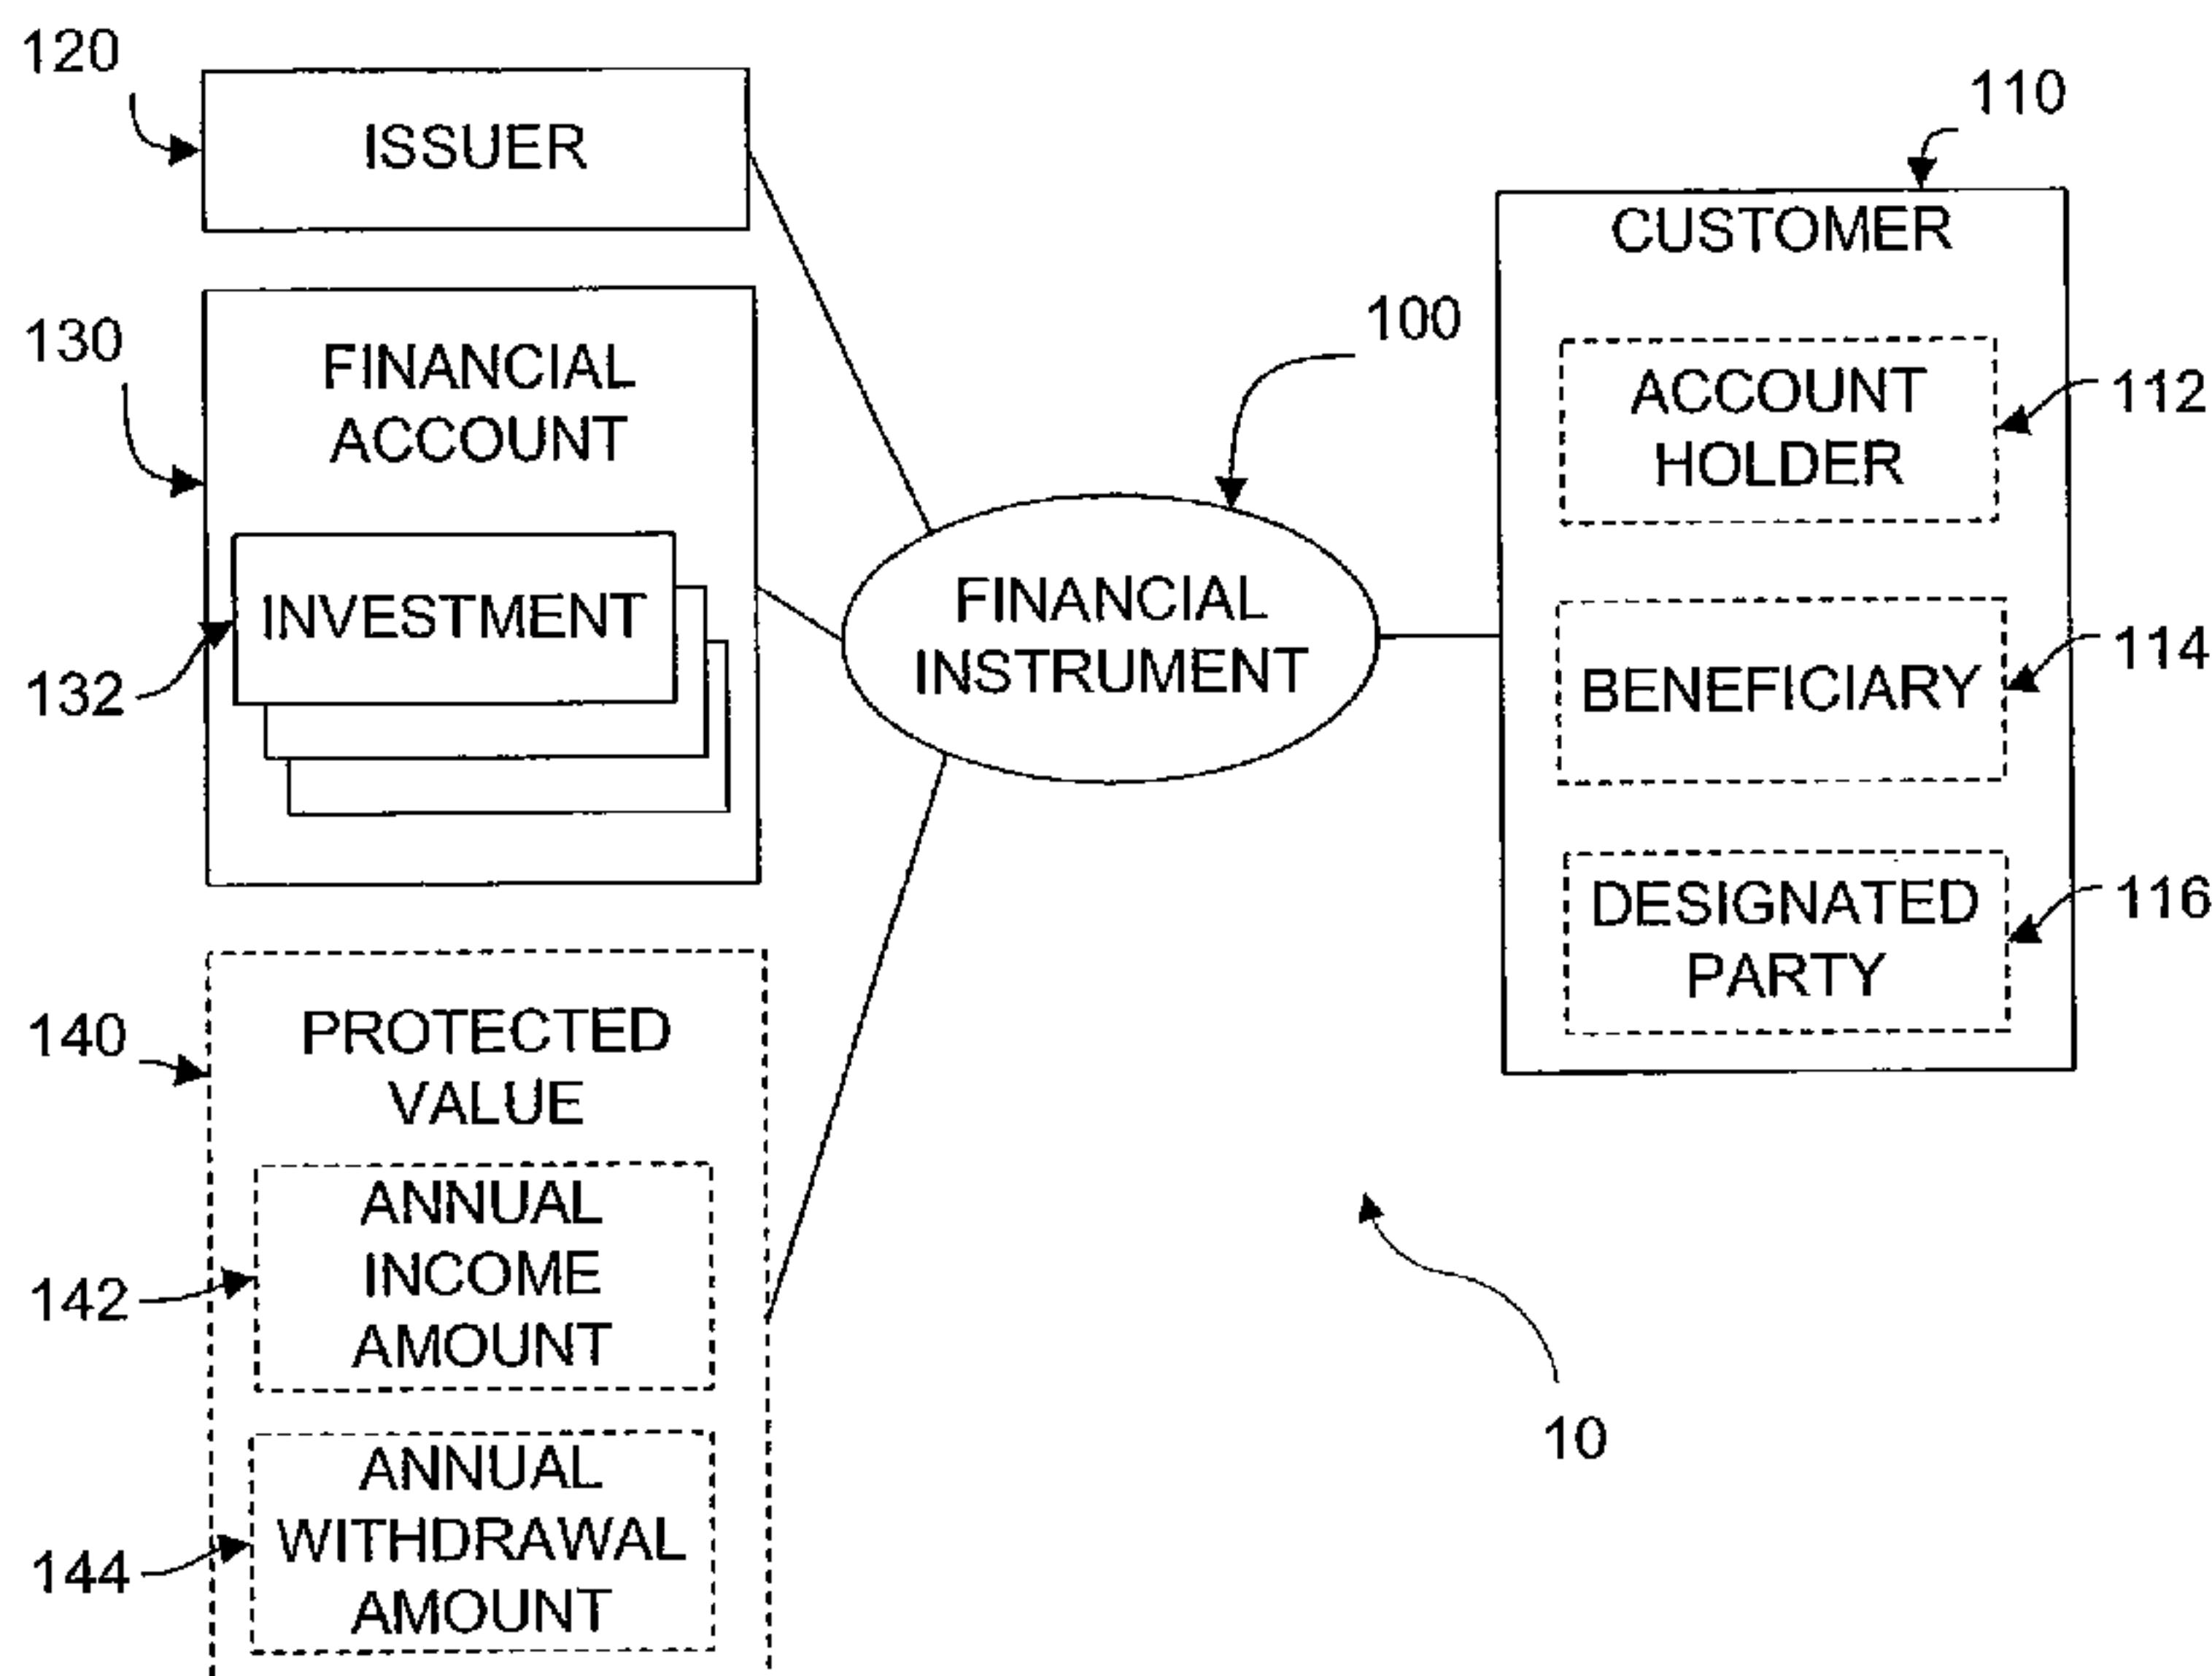 120
ISSUER
110
CUSTOMER
130
FINANCIAL
ACCOUNT
100
ACCOUNT
HOLDER
112
INVESTMENT
132
FINANCIAL
INSTRUMENT
BENEFICIARY
114
DESIGNATED
PARTY
116
140
PROTECTED
VALUE
ANNUAL
INCOME
AMOUNT
142
10
ANNUAL
WITHDRAWAL
AMOUNT
144